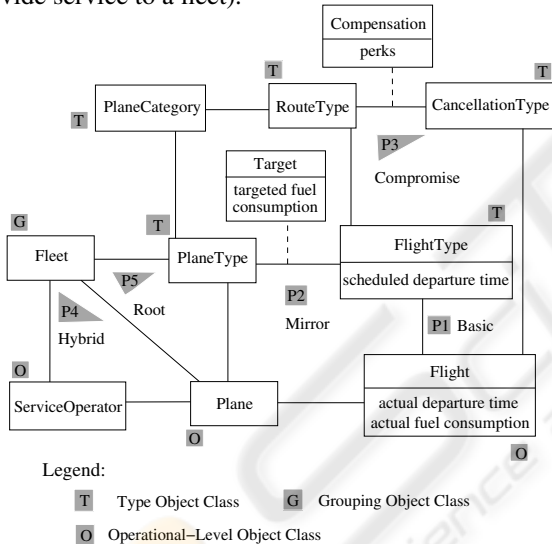 vide service to a fleet).
Compensation
perks
T
T
T
PlaneCategory
RouteType
CancellationType
P3
Compromise
Target
targeted fuel
consumption
G
T
T
Fleet
PlaneType
FlightType
scheduled departure time
P5
Root
P2
Mirror
P4
Hybrid
P1 Basic
O
ServiceOperator
Plane
O
Flight
actual departure time
actual fuel consumption
O
Legend:
T Type Object Class
G Grouping Object Class
O Operational−Level Object Class